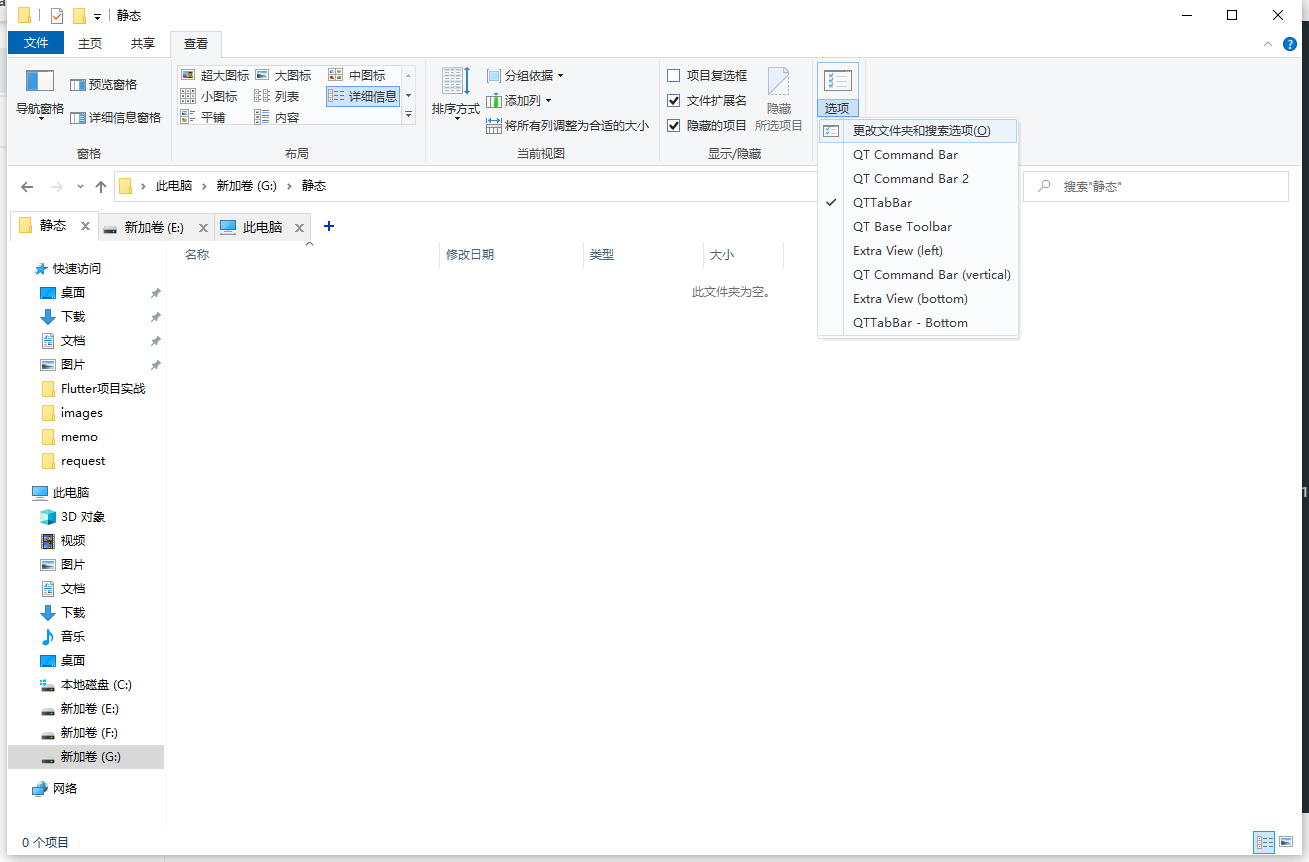 静态
文件 主页 共享 查看
导航窗格 预览窗格 详细信息窗格
窗格
超大图标 大图标 中图标
小图标 列表 详细信息
平铺 内容
布局
排序方式 分组依据
添加列
将所有列调整为合适的大小
当前视图
项目复选框
文件扩展名
隐藏的项目
隐藏
所选项目
显示/隐藏
选项
更改文件夹和搜索选项(O)
QT Command Bar
QT Command Bar 2
QTTabBar
QT Base Toolbar
Extra View (left)
QT Command Bar (vertical)
Extra View (bottom)
QTTabBar - Bottom
此电脑 新加卷 (G:) 静态
搜索"静态"
静态 新加卷 (E:) 此电脑
名称 修改日期 类型 大小
此文件夹为空。
快速访问
桌面
下载
文档
图片
Flutter项目实战
images
memo
request
此电脑
3D 对象
视频
图片
文档
下载
音乐
桌面
本地磁盘 (C:)
新加卷 (E:)
新加卷 (F:)
新加卷 (G:)
网络
0 个项目